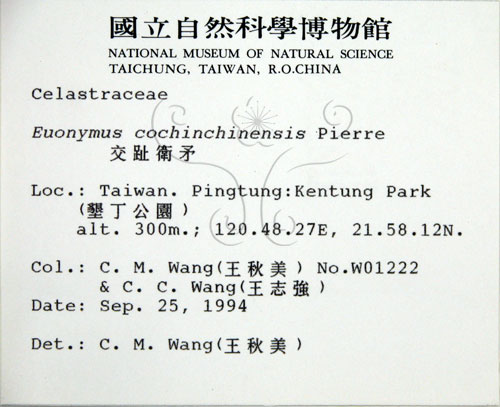 國立自然科學博物館
NATIONAL MUSEUM OF NATURAL SCIENCE
TAICHUNG, TAIWAN, R.O.CHINA
Celastraceae
Euonymus cochinchinensis Pierre
交趾衛矛
Loc.: Taiwan. Pingtung:Kentung Park
(墾丁公園)
alt. 300m.; 120.48.27E, 21.58.12N.
Col.: C. M. Wang(王秋美) No.W01222
& C. C. Wang(王志強)
Date: Sep. 25, 1994
Det.: C. M. Wang(王秋美)